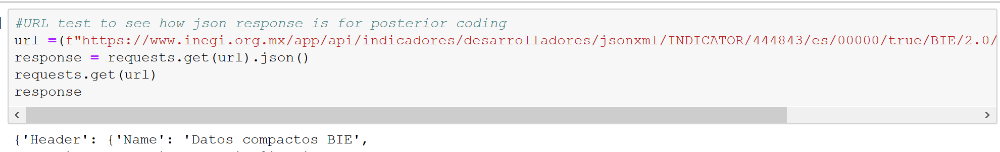 #URL test to see how json response is for posterior coding
url =(f"https://www.inegi.org.mx/app/api/indicadores/desarrolladores/jsonxml/INDICATOR/444843/es/00000/true/BIE/2.0/
response = requests.get(url).json()
requests.get(url)
response
{'Header': {'Name': 'Datos compactos BIE',